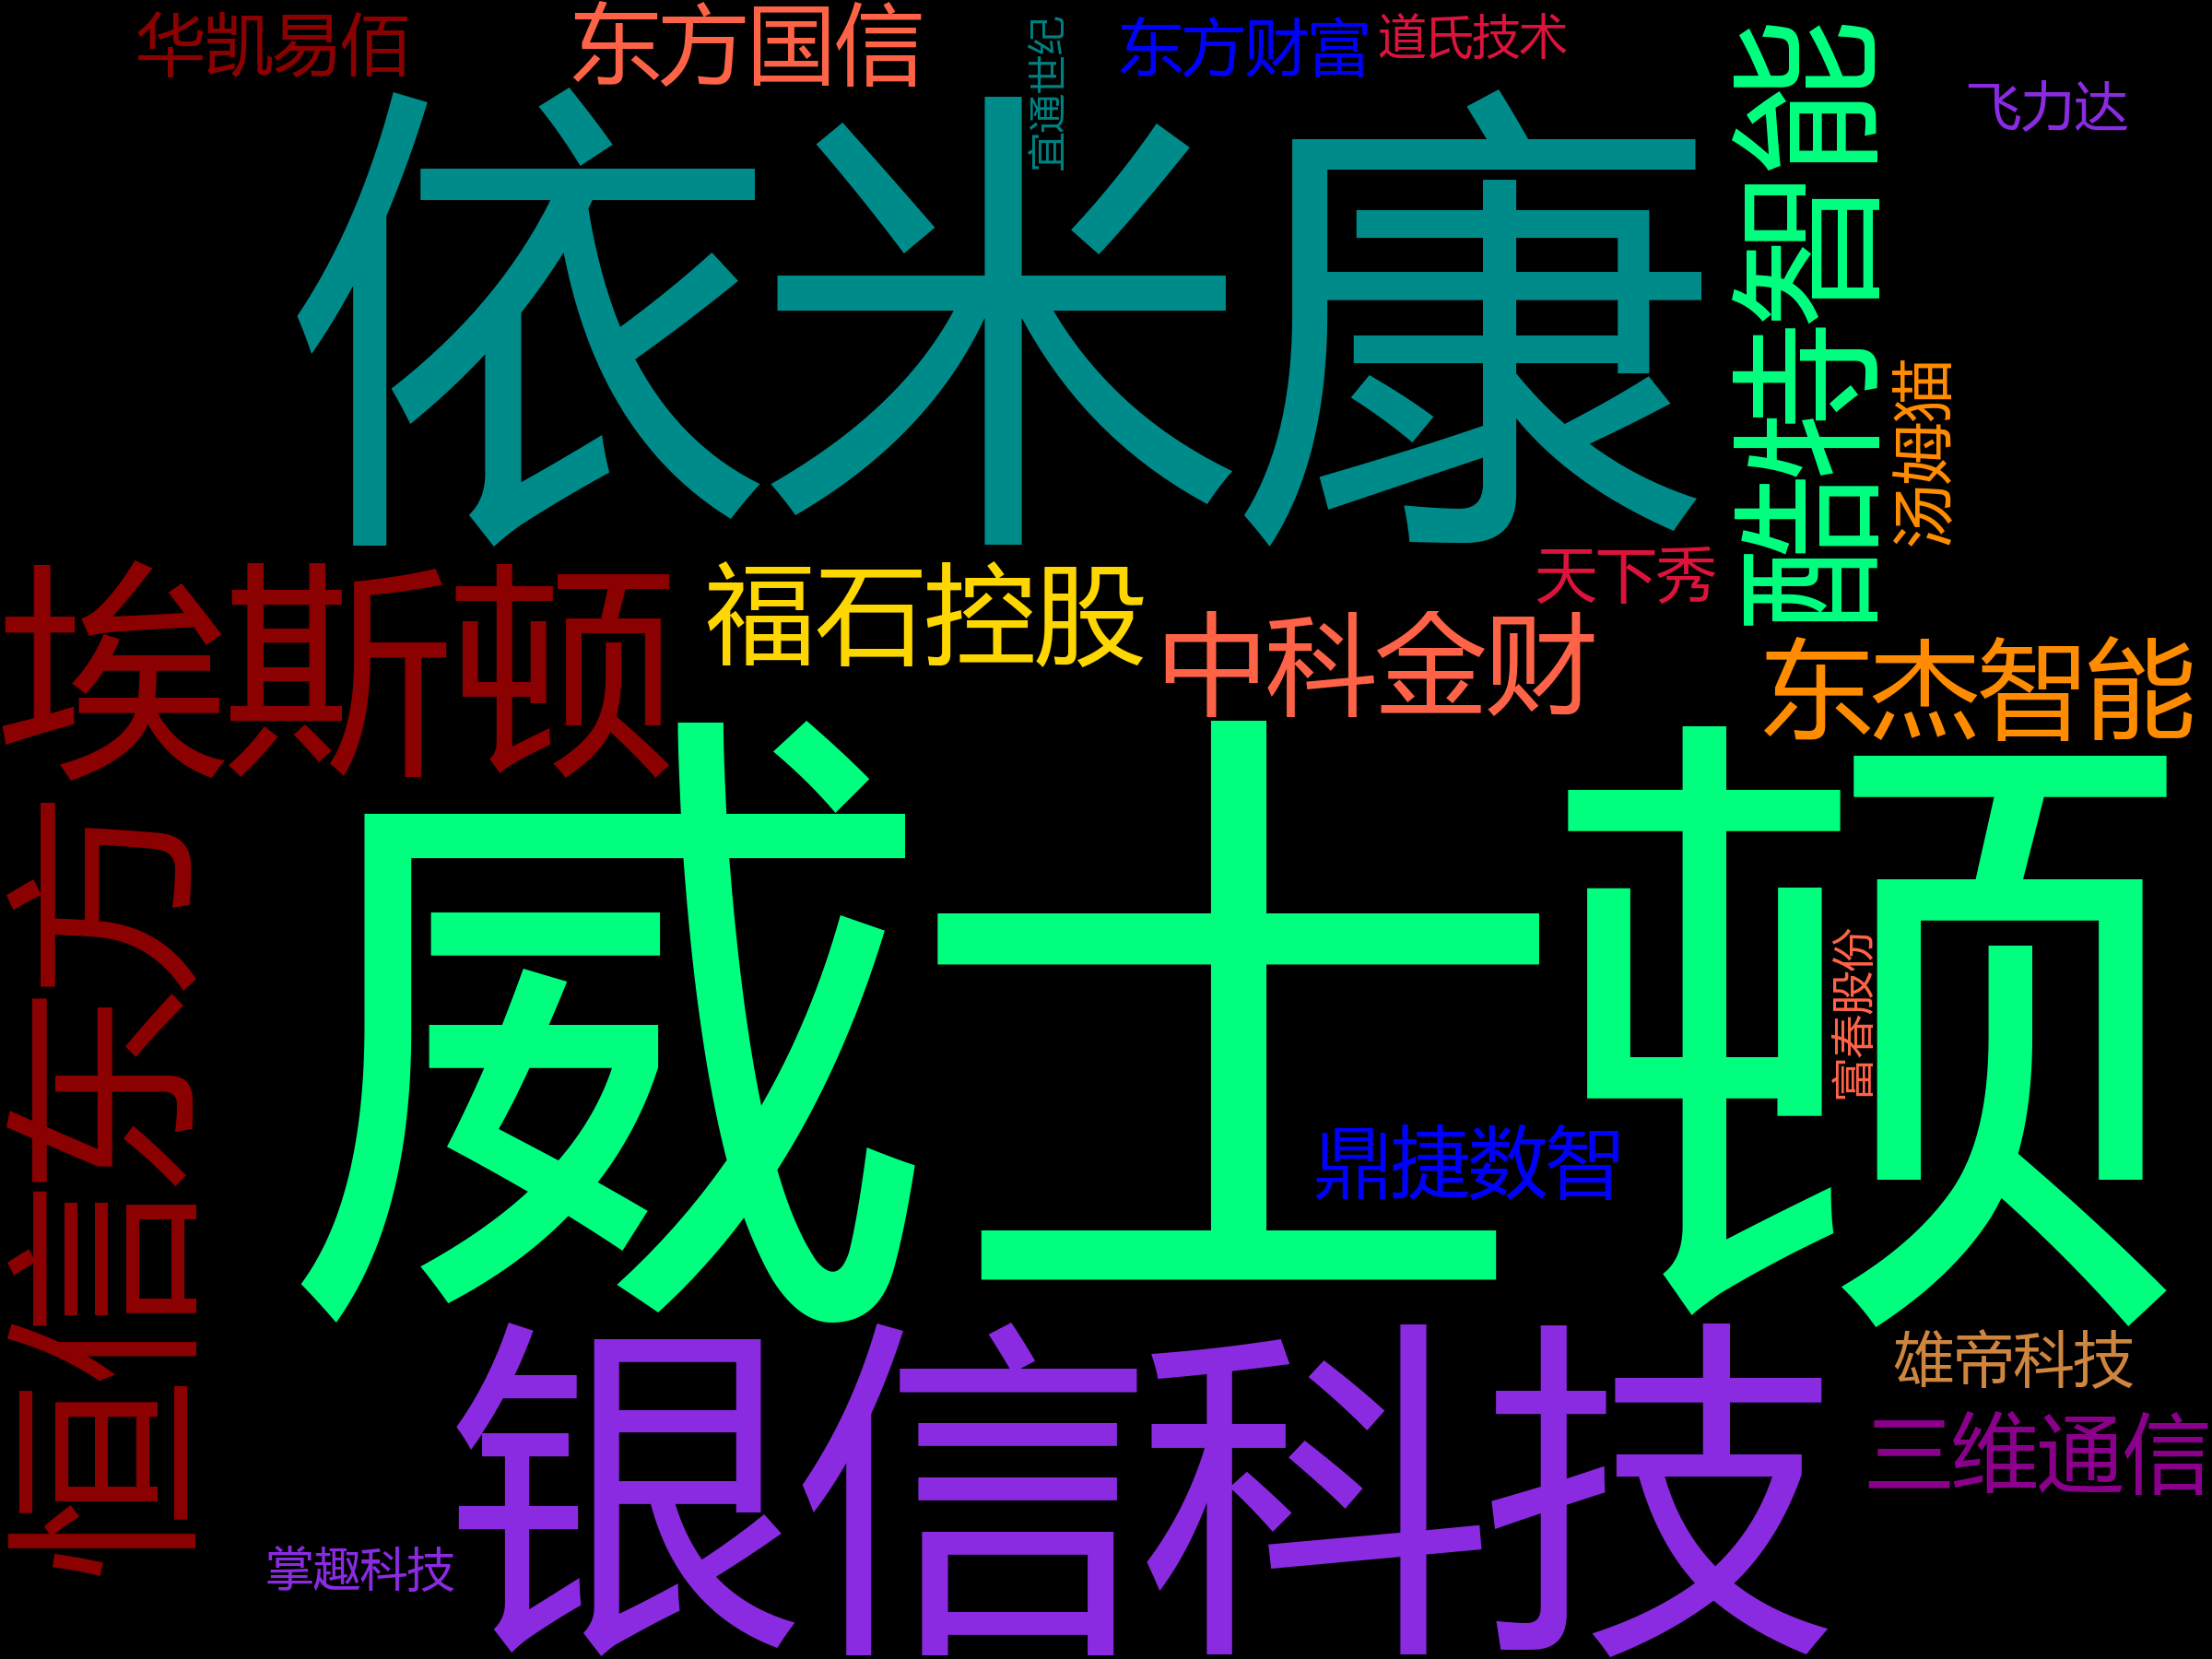 华凯易佰
东方国信
值得买
东方财富
道氏技术
飞力达
依米康
酷特智能
汤姆猫
埃斯顿
福石控股
天下秀
中科金财
东杰智能
恒信东方
威士顿
富春股份
鼎捷数智
银信科技
雄帝科技
三维通信
掌趣科技